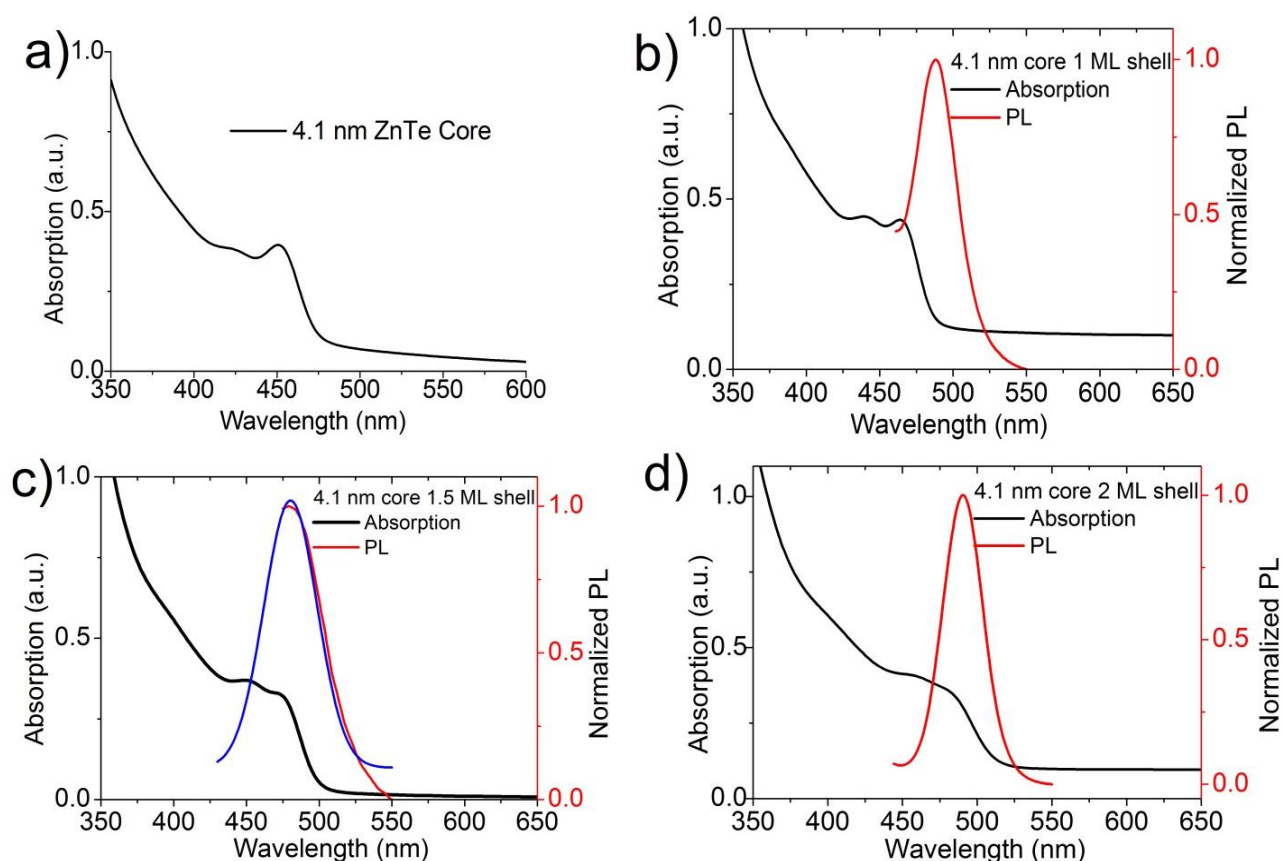 a)
1.0
0.5
0.0
Absorption (a.u.)
4.1 nm ZnTe Core
350 400 450 500 550 600
Wavelength (nm)
b)
1.0
0.5
0.0
Absorption (a.u.)
4.1 nm core 1 ML shell
Absorption
PL
1.0
0.5
0.0
Normalized PL
350 400 450 500 550 600 650
Wavelength (nm)
c)
1.0
0.5
0.0
Absorption (a.u.)
4.1 nm core 1.5 ML shell
Absorption
PL
1.0
0.5
0.0
Normalized PL
350 400 450 500 550 600 650
Wavelength (nm)
d)
1.0
0.5
0.0
Absorption (a.u.)
4.1 nm core 2 ML shell
Absorption
PL
1.0
0.5
0.0
Normalized PL
350 400 450 500 550 600 650
Wavelength (nm)